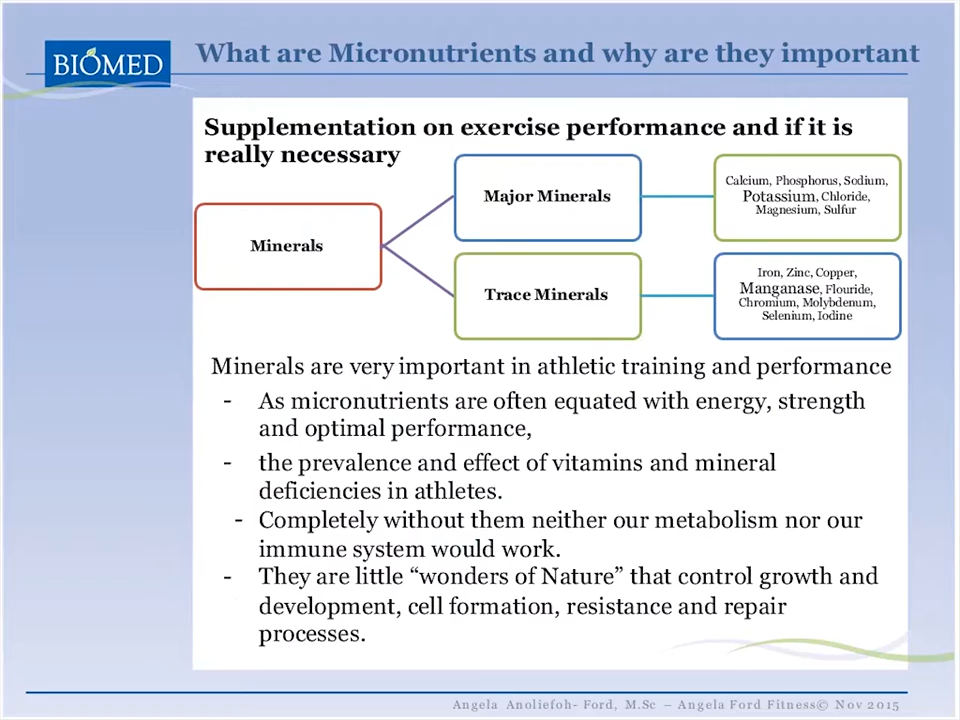 BIOMED
What are Micronutrients and why are they important
Supplementation on exercise performance and if it is
really necessary
Minerals
Major Minerals
Calcium, Phosphorus, Sodium,
Potassium, Chloride,
Magnesium, Sulfur
Trace Minerals
Iron, Zinc, Copper,
Manganase, Flouride,
Chromium, Molybdenum,
Selenium, Iodine
Minerals are very important in athletic training and performance
- As micronutrients are often equated with energy, strength
and optimal performance,
- the prevalence and effect of vitamins and mineral
deficiencies in athletes.
- Completely without them neither our metabolism nor our
immune system would work.
- They are little “wonders of Nature” that control growth and
development, cell formation, resistance and repair
processes.
Angela Anoliefoh- Ford, M.Sc – Angela Ford Fitness© Nov 2015